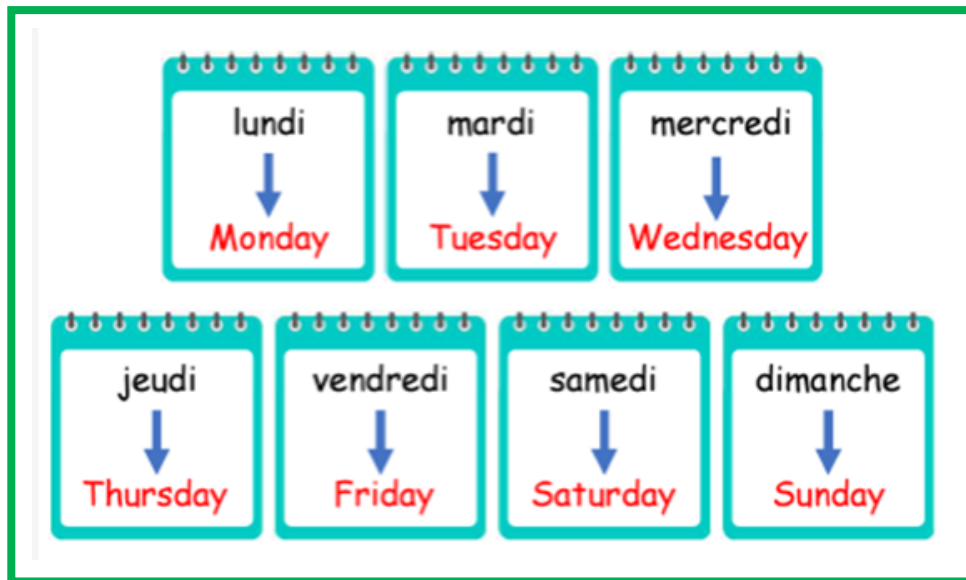 lundi
Monday
mardi
Tuesday
mercredi
Wednesday
jeudi
Thursday
vendredi
Friday
samedi
Saturday
dimanche
Sunday